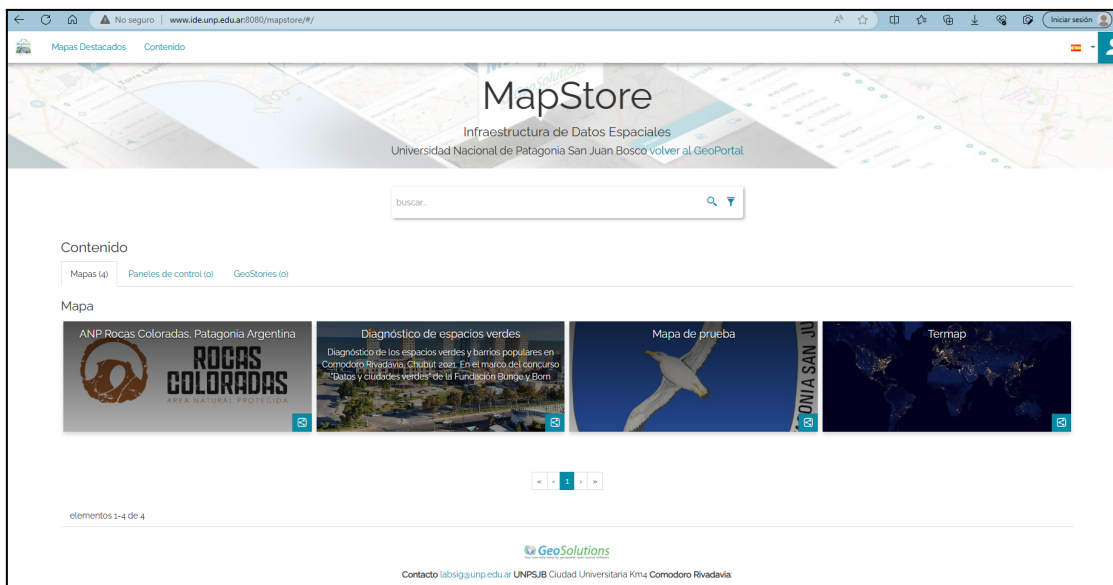 No seguro | www.ide.unp.edu.ar:8080/mapstore/#/
Iniciar sesión
Mapas Destacados Contenido
MapStore
Infraestructura de Datos Espaciales
Universidad Nacional de Patagonia San Juan Bosco volver al GeoPortal
buscar...
Contenido
Mapas (4) Paneles de control (0) GeoStories (0)
Mapa
ANP Rocas Coloradas, Patagonia Argentina
ROCAS
COLORADAS
AREA NATURAL PROTEGIDA
Diagnóstico de espacios verdes
Diagnóstico de los espacios verdes y barrios populares en
Comodoro Rivadavia, Chubut 2021. En el marco del concurso
"Datos y ciudades verdes" de la Fundación Bunge y Born
Mapa de prueba
ONIA SAN JU
Termap
« ‹ 1 › »
elementos 1-4 de 4
GeoSolutions
Contacto labsig@unp.edu.ar UNPSJB Ciudad Universitaria Km4 Comodoro Rivadavia: